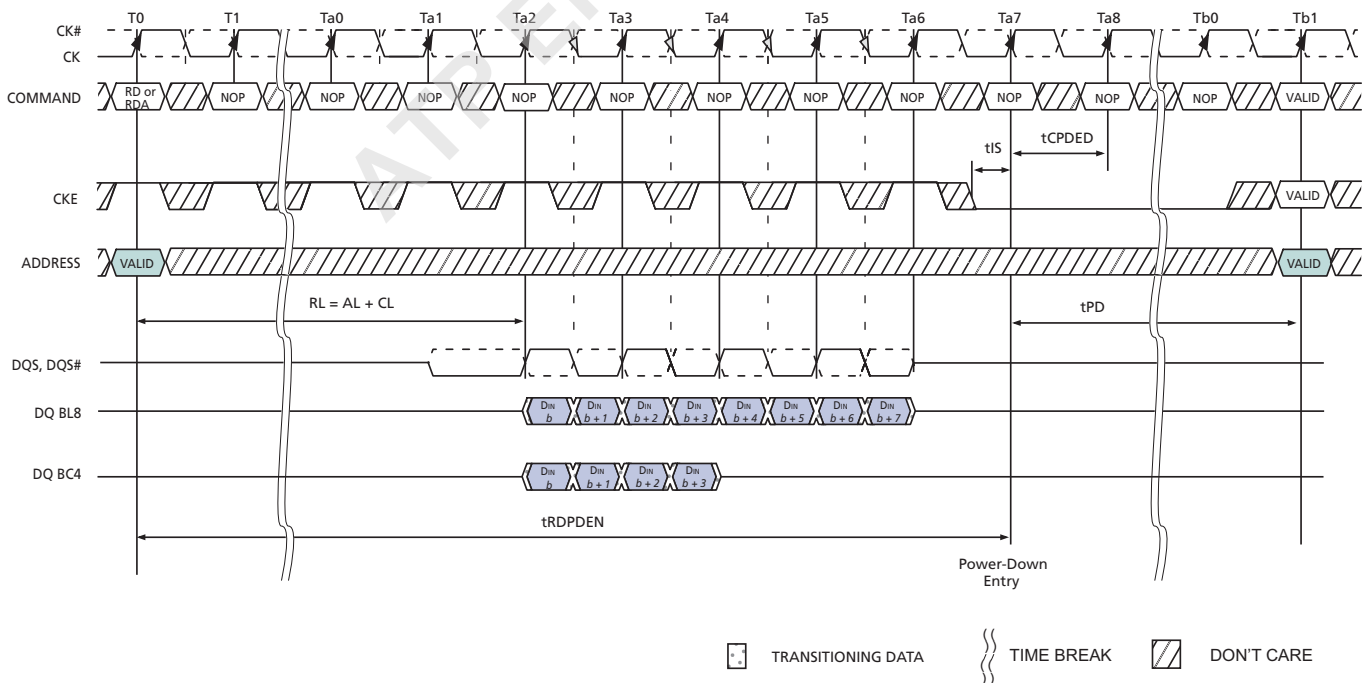 T0 T1 Ta0 Ta1 Ta2 Ta3 Ta4 Ta5 Ta6 Ta7 Ta8 Tb0 Tb1
CK#
CK
COMMAND
RD or
RDA
NOP NOP NOP NOP NOP NOP NOP NOP NOP NOP NOP VALID
tIS
tCPDED
CKE
VALID
ADDRESS
VALID VALID
RL = AL + CL
tPD
DQS, DQS#
DQ BL8
DIN DIN DIN DIN DIN DIN DIN DIN
b b + 1 b + 2 b + 3 b + 4 b + 5 b + 6 b + 7
DQ BC4
DIN DIN DIN DIN
b b + 1 b + 2 b + 3
tRDPDEN
Power-Down
Entry
TRANSITIONING DATA TIME BREAK DON'T CARE